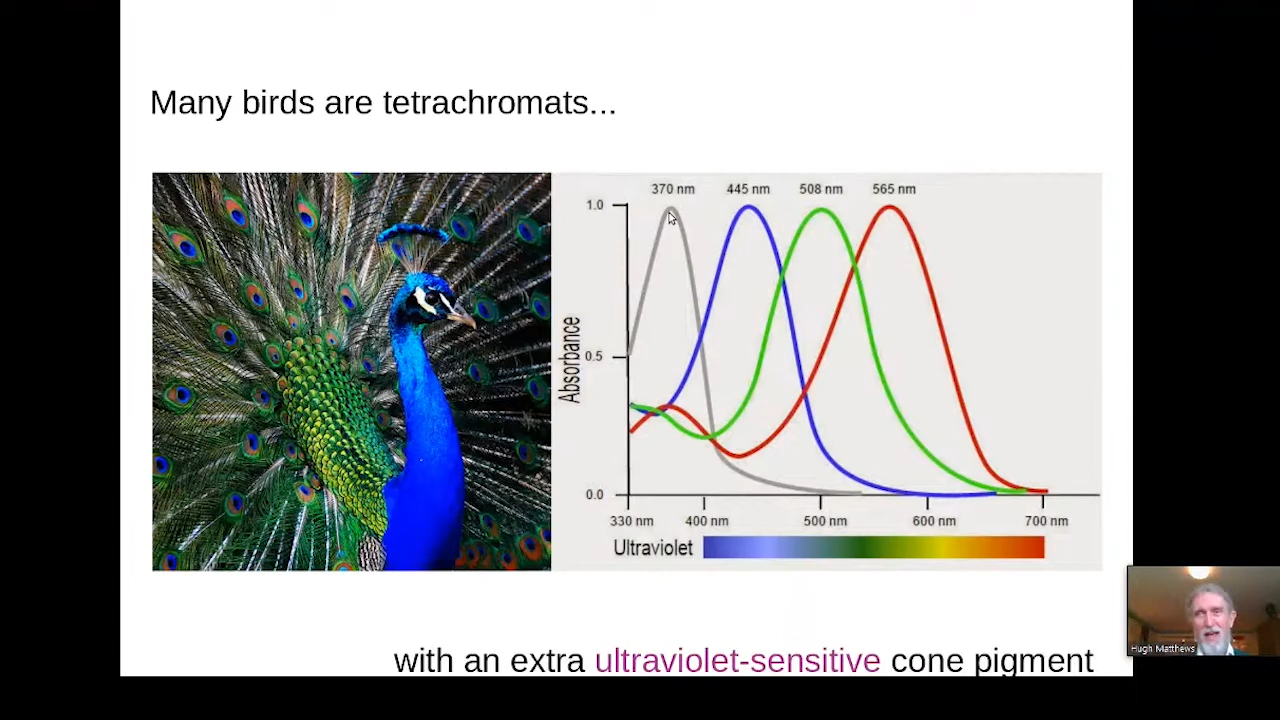 Many birds are tetrachromats...
370 nm 445 nm 508 nm 565 nm
1.0
0.5
0.0
Absorbance
330 nm 400 nm 500 nm 600 nm 700 nm
Ultraviolet
with an extra ultraviolet-sensitive cone pigment
Hugh Matthews